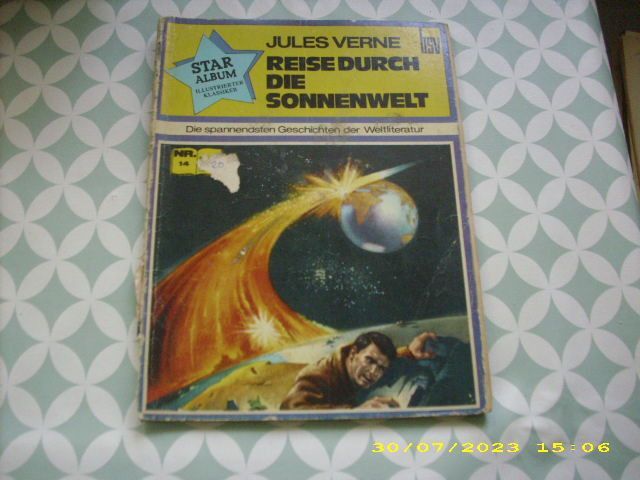 STAR
ALBUM
ILLUSTRIERTER
KLASSIKER
JULES VERNE
REISE DURCH
DIE
SONNENWELT
bsv
Die spannendsten Geschichten der Weltliteratur
NR.
14
20
30/07/2023 15:06